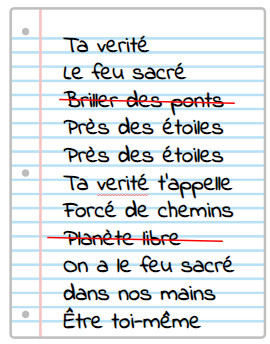 Ta verité
Le feu sacré
Briller des ponts
Près des étoiles
Près des étoiles
Ta verité t'appelle
Forcé de chemins
Planète libre
On a le feu sacré
dans nos mains
Être toi-même